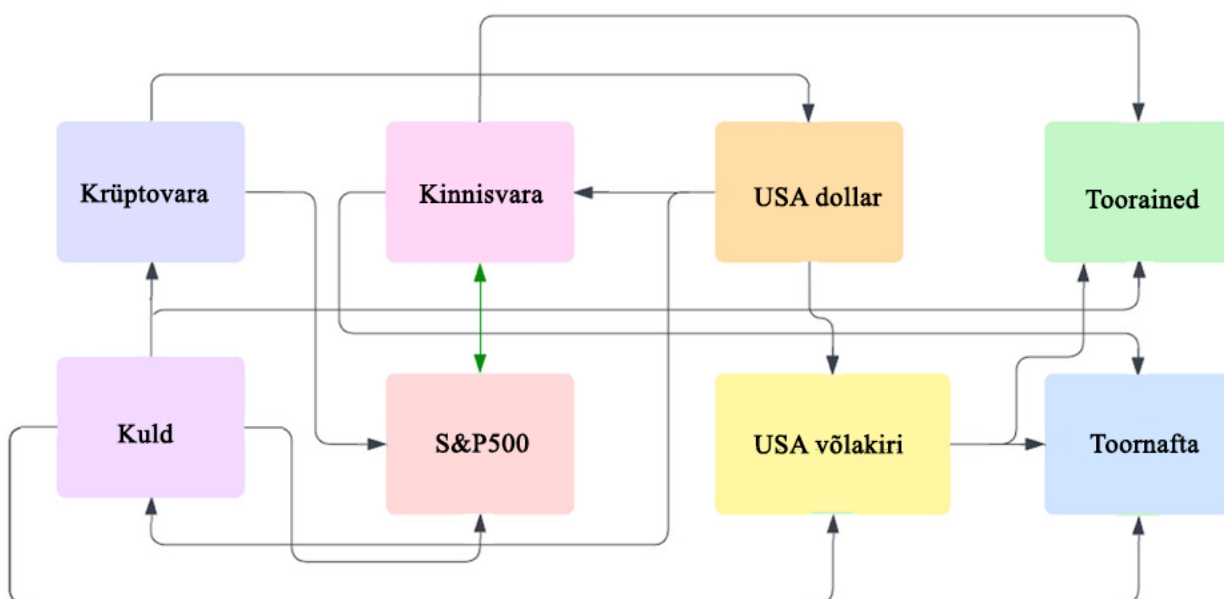 Krüptovara
Kinnisvara
USA dollar
Toorained
Kuld
S&P500
USA võlakiri
Toornafta